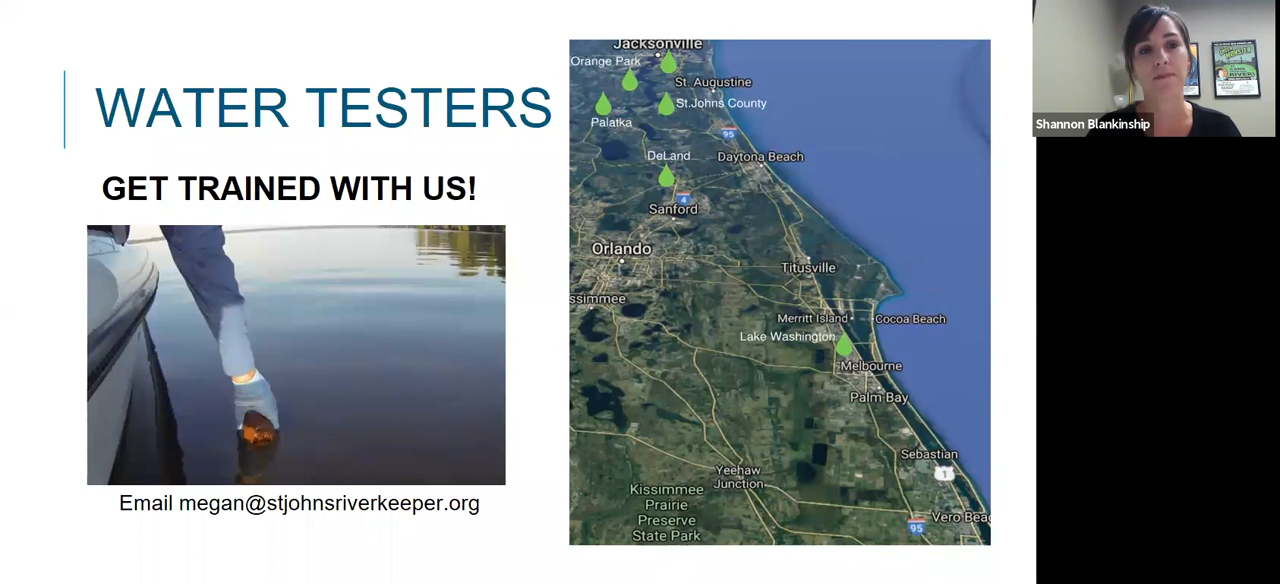 WATER TESTERS
GET TRAINED WITH US!
Email megan@stjohnsriverkeeper.org
Jacksonville
Orange Park
St. Augustine
St.Johns County
Palatka
95
DeLand
Daytona Beach
4
Sanford
Orlando
Titusville
ssimmee
Merritt Island
Cocoa Beach
Lake Washington
Melbourne
Palm Bay
Sebastian
1
Yeehaw
Junction
Kissimmee
Prairie
Preserve
State Park
95
Vero Beac
Shannon Blankinship